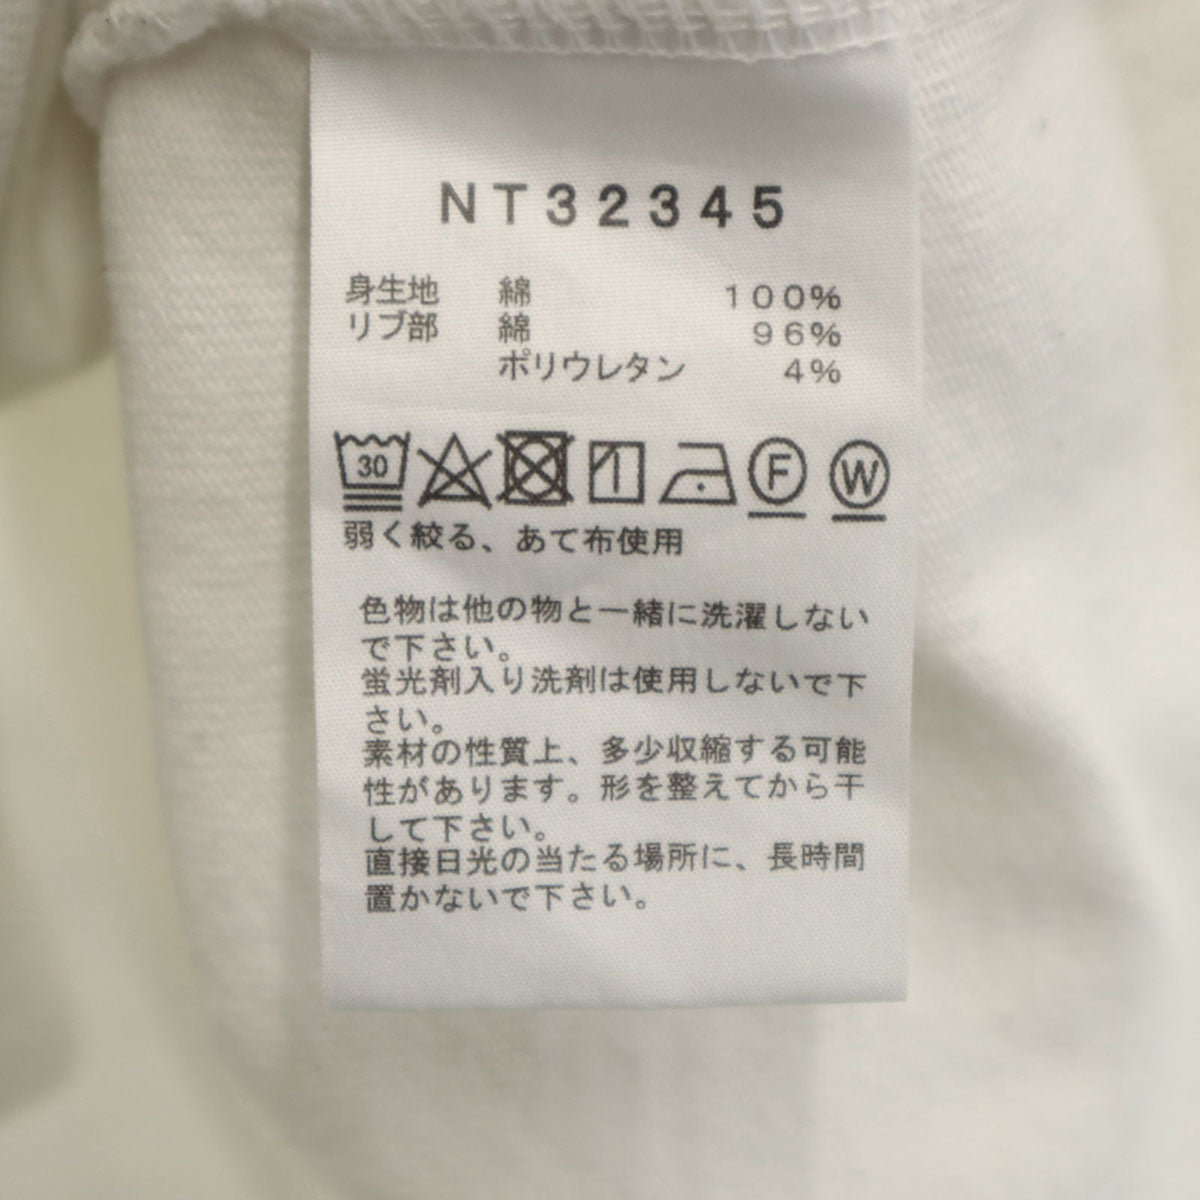 NT32345
身生地 綿 100%
リブ部 綿 96%
ポリウレタン 4%
30 F W
弱く絞る、あて布使用
色物は他の物と一緒に洗濯しない
で下さい。
蛍光剤入り洗剤は使用しないで下
さい。
素材の性質上、多少収縮する可能
性があります。形を整えてから干
して下さい。
直接日光の当たる場所に、長時間
置かないで下さい。